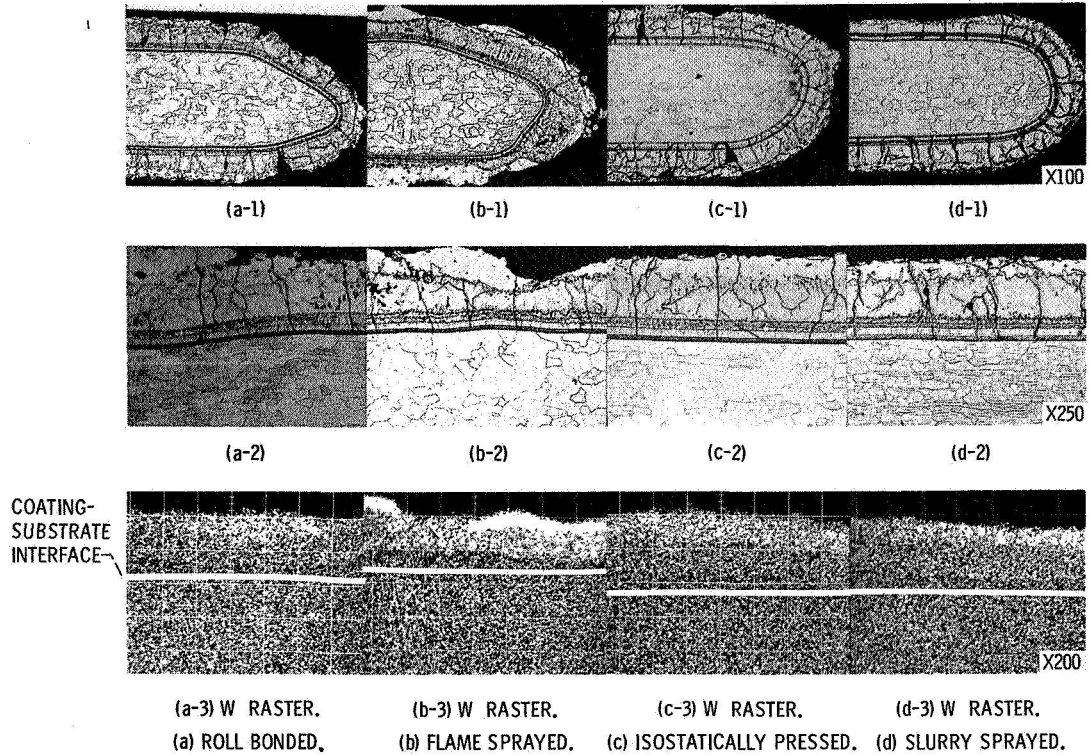 X100
(a-1) (b-1) (c-1) (d-1)
X250
(a-2) (b-2) (c-2) (d-2)
COATING-
SUBSTRATE
INTERFACE
X200
(a-3) W RASTER. (b-3) W RASTER. (c-3) W RASTER. (d-3) W RASTER.
(a) ROLL BONDED. (b) FLAME SPRAYED. (c) ISOSTATICALLY PRESSED. (d) SLURRY SPRAYED.